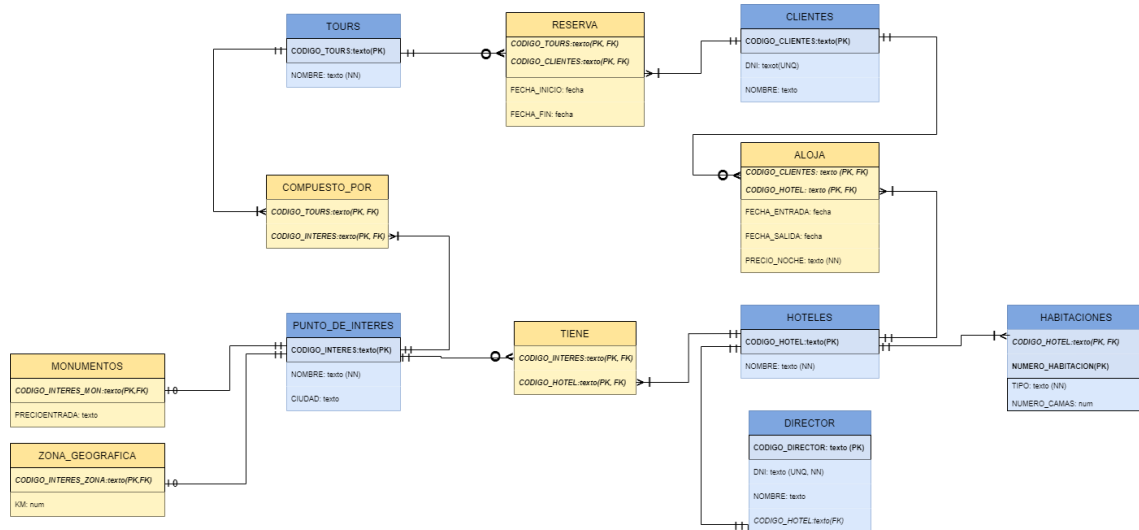 TOURS
CODIGO_TOURS:texto(PK)
NOMBRE: texto (NN)
RESERVA
CODIGO_TOURS:texto(PK, FK)
CODIGO_CLIENTES:texto(PK, FK)
FECHA_INICIO: fecha
FECHA_FIN: fecha
CLIENTES
CODIGO_CLIENTES:texto(PK)
DNI: texot(UNQ)
NOMBRE: texto
COMPUESTO_POR
CODIGO_TOURS:texto(PK, FK)
CODIGO_INTERES:texto(PK, FK)
ALOJA
CODIGO_CLIENTES: texto (PK, FK)
CODIGO_HOTEL: texto (PK, FK)
FECHA_ENTRADA: fecha
FECHA_SALIDA: fecha
PRECIO_NOCHE: texto (NN)
MONUMENTOS
CODIGO_INTERES_MON:texto(PK,FK)
PRECIOENTRADA: texto
PUNTO_DE_INTERES
CODIGO_INTERES:texto(PK)
NOMBRE: texto (NN)
CIUDAD: texto
TIENE
CODIGO_INTERES:texto(PK, FK)
CODIGO_HOTEL:texto(PK, FK)
HOTELES
CODIGO_HOTEL:texto(PK)
NOMBRE: texto (NN)
HABITACIONES
CODIGO_HOTEL:texto(PK, FK)
NUMERO_HABITACION(PK)
TIPO: texto (NN)
NUMERO_CAMAS: num
ZONA_GEOGRAFICA
CODIGO_INTERES_ZONA:texto(PK,FK)
KM: num
DIRECTOR
CODIGO_DIRECTOR: texto (PK)
DNI: texto (UNQ, NN)
NOMBRE: texto
CODIGO_HOTEL:texto(FK)